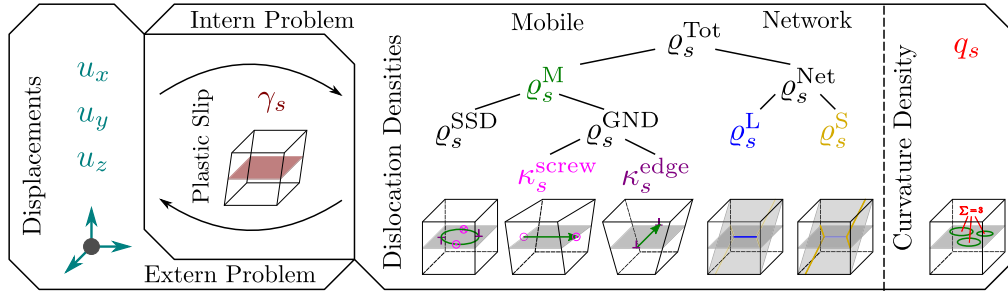 Displacements
u_x
u_y
u_z
Intern Problem
Plastic Slip
γ_s
Extern Problem
Dislocation Densities
Mobile
Network
ϱ_s^Tot
ϱ_s^M
ϱ_s^Net
ϱ_s^SSD
ϱ_s^GND
ϱ_s^L
ϱ_s^S
κ_s^screw
κ_s^edge
Curvature Density
q_s
Σ=3